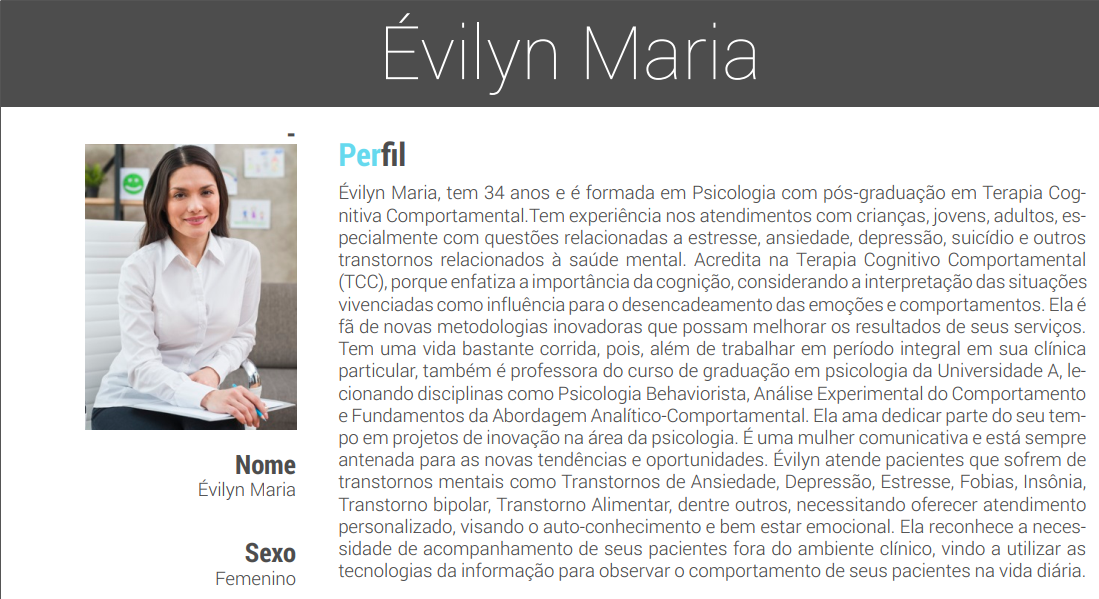 Évilyn Maria
-
Perfil
Évilyn Maria, tem 34 anos e é formada em Psicologia com pós-graduação em Terapia Cog-
nitiva Comportamental.Tem experiência nos atendimentos com crianças, jovens, adultos, es-
pecialmente com questões relacionadas a estresse, ansiedade, depressão, suicídio e outros
transtornos relacionados à saúde mental. Acredita na Terapia Cognitivo Comportamental
(TCC), porque enfatiza a importância da cognição, considerando a interpretação das situações
vivenciadas como influência para o desencadeamento das emoções e comportamentos. Ela é
fã de novas metodologias inovadoras que possam melhorar os resultados de seus serviços.
Tem uma vida bastante corrida, pois, além de trabalhar em período integral em sua clínica
particular, também é professora do curso de graduação em psicologia da Universidade A, le-
cionando disciplinas como Psicologia Behaviorista, Análise Experimental do Comportamento
e Fundamentos da Abordagem Analítico-Comportamental. Ela ama dedicar parte do seu tem-
po em projetos de inovação na área da psicologia. É uma mulher comunicativa e está sempre
antenada para as novas tendências e oportunidades. Évilyn atende pacientes que sofrem de
transtornos mentais como Transtornos de Ansiedade, Depressão, Estresse, Fobias, Insônia,
Transtorno bipolar, Transtorno Alimentar, dentre outros, necessitando oferecer atendimento
personalizado, visando o auto-conhecimento e bem estar emocional. Ela reconhece a neces-
sidade de acompanhamento de seus pacientes fora do ambiente clínico, vindo a utilizar as
tecnologias da informação para observar o comportamento de seus pacientes na vida diária.
Nome
Évilyn Maria
Sexo
Femenino